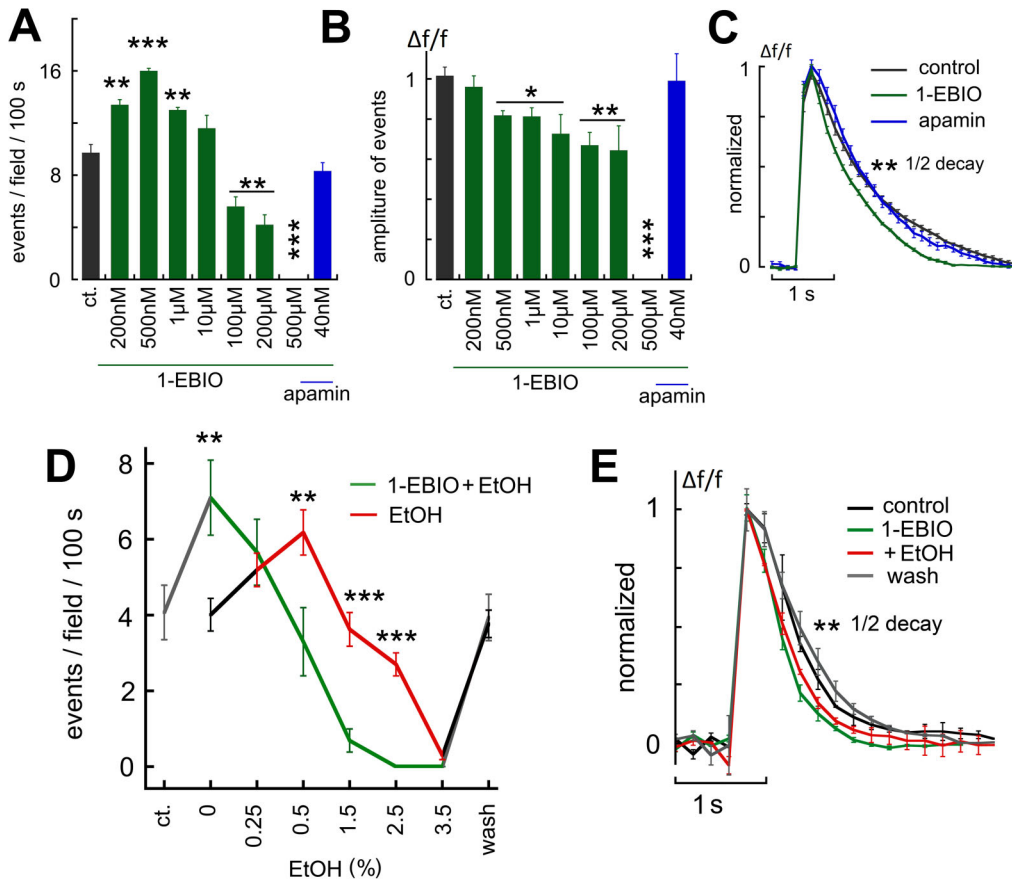 A
events / field / 100 s
16
8
0
**
***
**
**
***
ct.
200nM
500nM
1µM
10µM
100µM
200µM
500µM
40nM
1-EBIO
apamin
B
Δf/f
ampliture of events
1
0
*
**
***
ct.
200nM
500nM
1µM
10µM
100µM
200µM
500µM
40nM
1-EBIO
apamin
C
Δf/f
normalized
1
0
control
1-EBIO
apamin
** 1/2 decay
1 s
D
events / field / 100 s
8
6
4
2
0
**
**
***
***
1-EBIO + EtOH
EtOH
ct.
0
0.25
0.5
1.5
2.5
3.5
wash
EtOH (%)
E
Δf/f
normalized
1
0
control
1-EBIO
+ EtOH
wash
** 1/2 decay
1 s